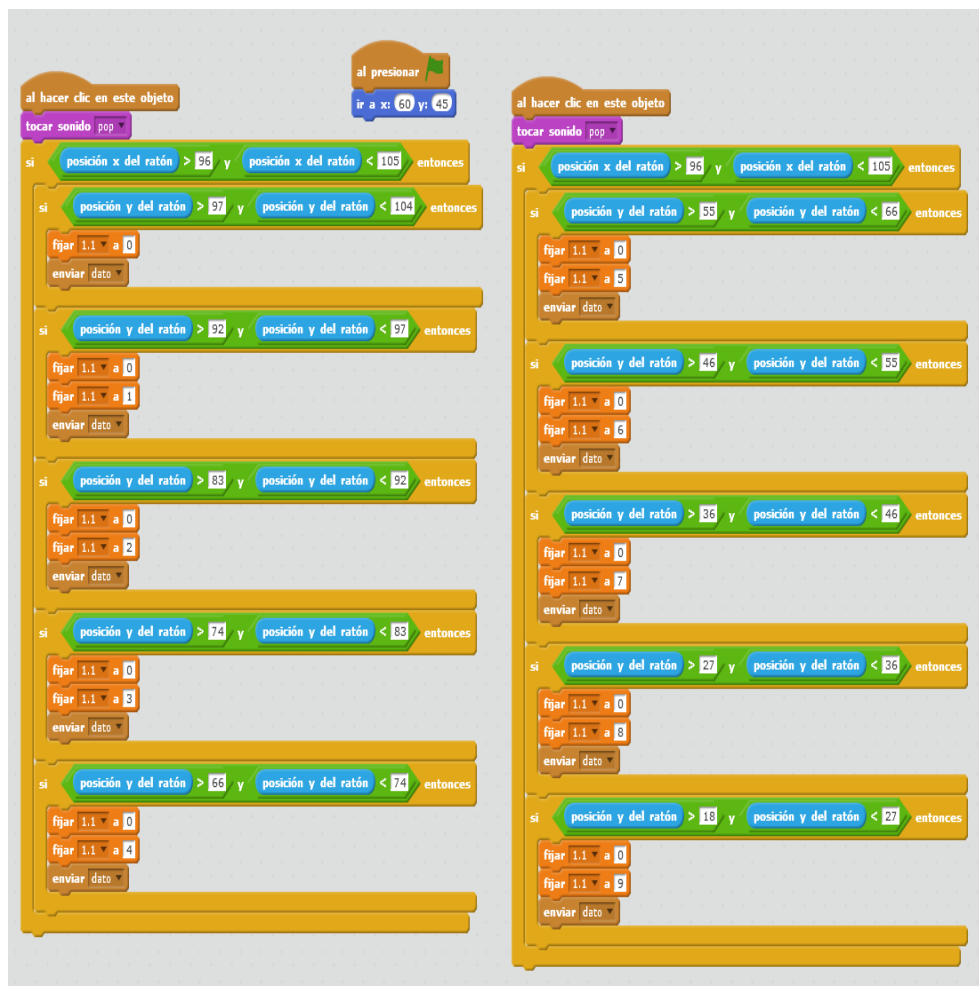 al hacer clic en este objeto
tocar sonido pop
si posición x del ratón > 96 y posición x del ratón < 105 entonces
si posición y del ratón > 97 y posición y del ratón < 104 entonces
fijar 1.1 a 0
enviar dato
si posición y del ratón > 92 y posición y del ratón < 97 entonces
fijar 1.1 a 0
fijar 1.1 a 1
enviar dato
si posición y del ratón > 83 y posición y del ratón < 92 entonces
fijar 1.1 a 0
fijar 1.1 a 2
enviar dato
si posición y del ratón > 74 y posición y del ratón < 83 entonces
fijar 1.1 a 0
fijar 1.1 a 3
enviar dato
si posición y del ratón > 66 y posición y del ratón < 74 entonces
fijar 1.1 a 0
fijar 1.1 a 4
enviar dato
al presionar
ir a x: 60 y: 45
al hacer clic en este objeto
tocar sonido pop
si posición x del ratón > 96 y posición x del ratón < 105 entonces
si posición y del ratón > 55 y posición y del ratón < 66 entonces
fijar 1.1 a 0
fijar 1.1 a 5
enviar dato
si posición y del ratón > 46 y posición y del ratón < 55 entonces
fijar 1.1 a 0
fijar 1.1 a 6
enviar dato
si posición y del ratón > 36 y posición y del ratón < 46 entonces
fijar 1.1 a 0
fijar 1.1 a 7
enviar dato
si posición y del ratón > 27 y posición y del ratón < 36 entonces
fijar 1.1 a 0
fijar 1.1 a 8
enviar dato
si posición y del ratón > 18 y posición y del ratón < 27 entonces
fijar 1.1 a 0
fijar 1.1 a 9
enviar dato